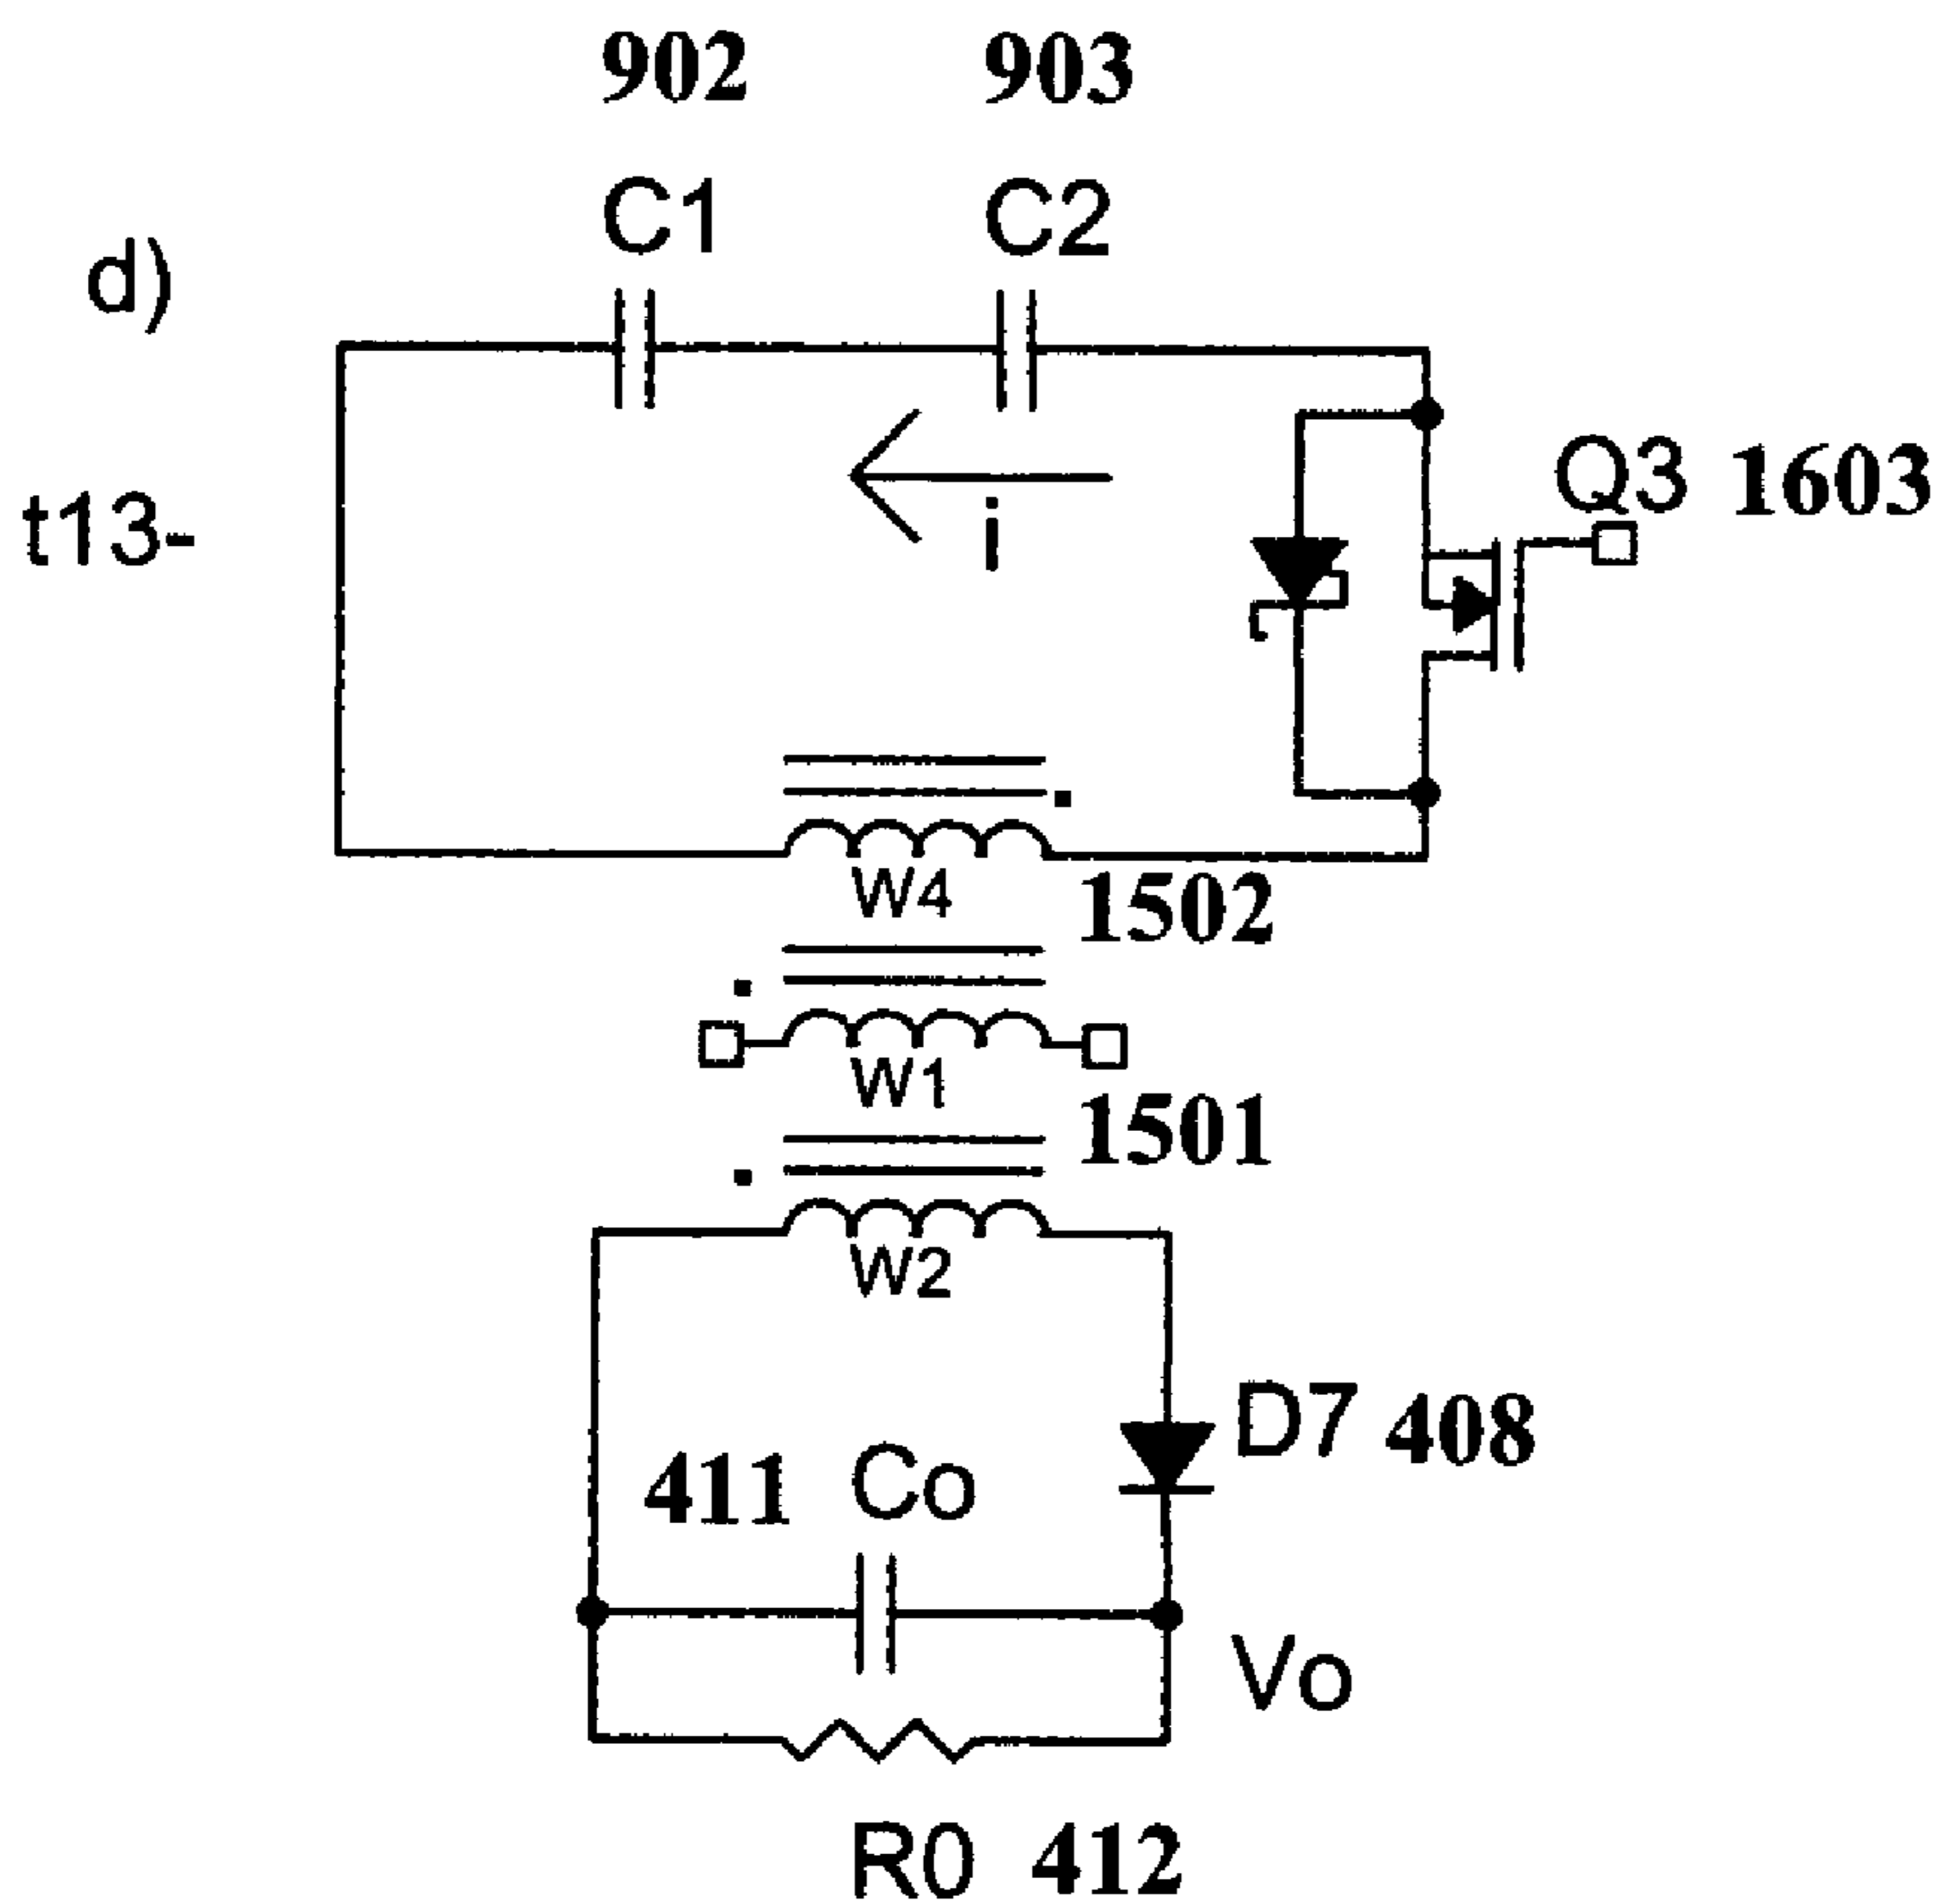 902 903
C1 C2
d)
Q3 1603
t13-
i
W4 1502
W1
1501
W2
D7 408
411 Co
Vo
R0 412